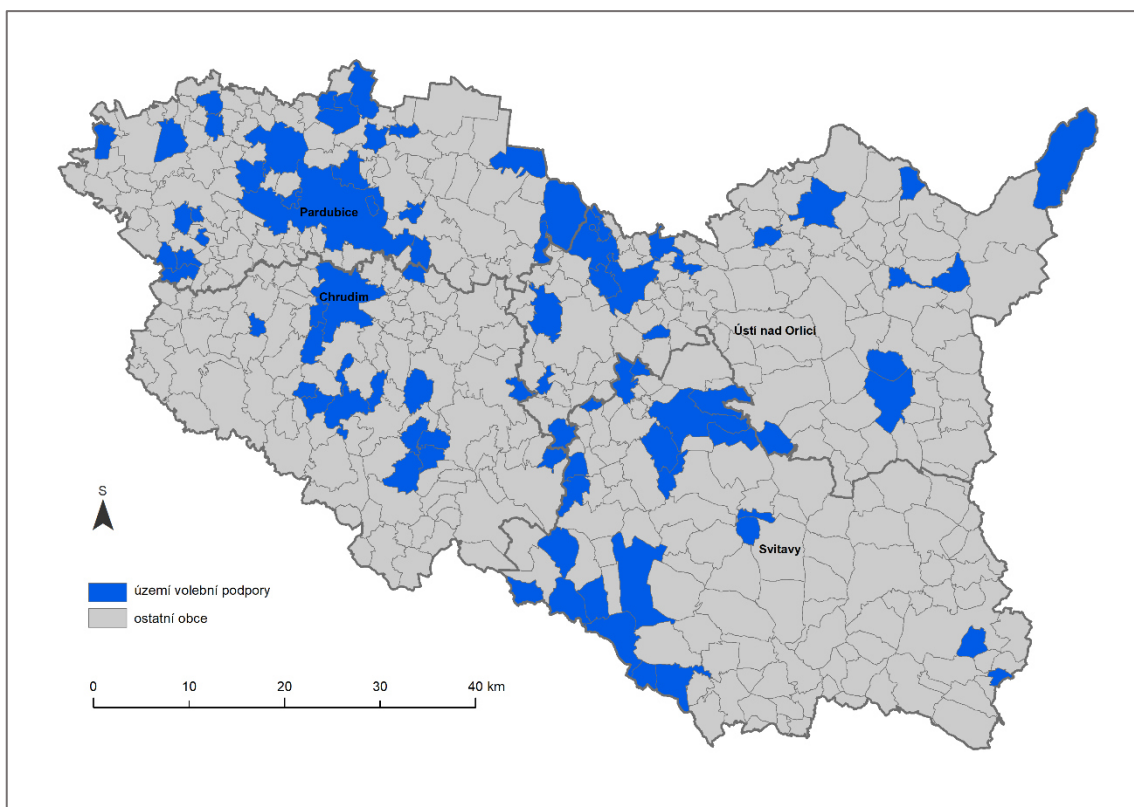 Pardubice
Chrudim
Ústí nad Orlicí
Svitavy
S
území volební podpory
ostatní obce
0 10 20 30 40 km